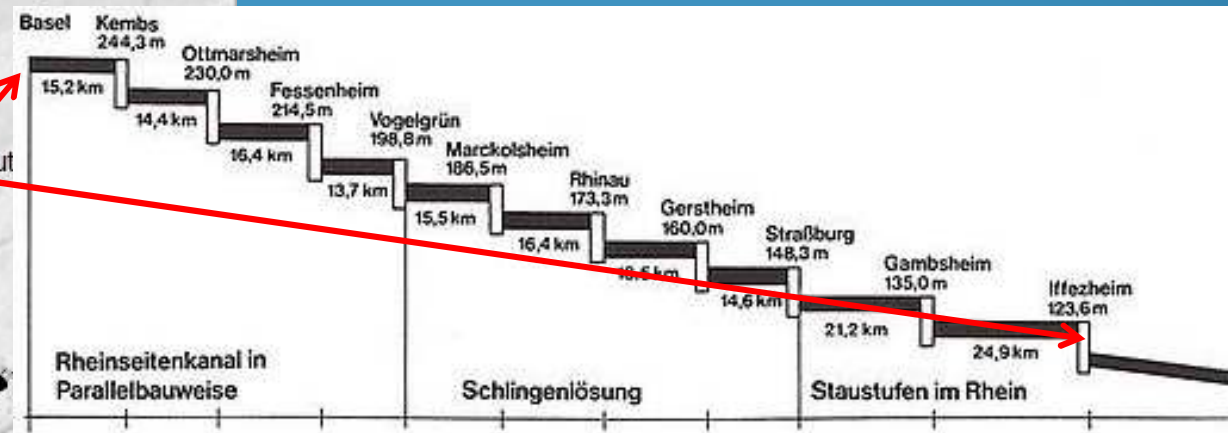 Basel
Kembs
244,3 m
Ottmarsheim
230,0 m
Fessenheim
214,5 m
Vogelgrün
198,8 m
Marckolsheim
186,5 m
Rhinau
173,3 m
Gerstheim
160,0 m
Straßburg
148,3 m
Gambsheim
135,0 m
Iffezheim
123,6 m
15,2 km
14,4 km
16,4 km
13,7 km
15,5 km
16,4 km
km
14,6 km
21,2 km
24,9 km
ut
Rheinseitenkanal in
Parallelbauweise
Schlingenlösung
Staustufen im Rhein